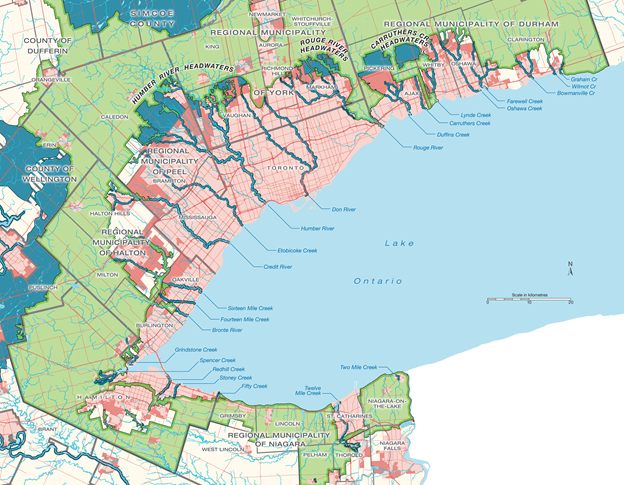 SIMCOE
COUNTY
NEWMARKET
WHITCHURCH-
STOUFFVILLE
REGIONAL MUNICIPALITY OF DURHAM
COUNTY OF
DUFFERIN
REGIONAL MUNICIPALITY
KING
AURORA
ROUGE RIVER
HEADWATERS
CARRUTHERS CR
HEADWATERS
CLARINGTON
ORANGEVILLE
HUMBER RIVER HEADWATERS
RICHMOND
HILL
PICKERING
WHITBY
OSHAWA
MARKHAM
OF YORK
AJAX
Graham Cr
Wilmot Cr
Bowmanville Cr
CALEDON
VAUGHAN
Farewell Creek
Oshawa Creek
Lynde Creek
Carruthers Creek
Duffins Creek
ERIN
REGIONAL
MUNICIPALITY
OF PEEL
Rouge River
COUNTY OF
WELLINGTON
TORONTO
BRAMPTON
Don River
HALTON HILLS
MISSISSAUGA
Humber River
REGIONAL
MUNICIPALITY
OF HALTON
Lake
Etobicoke Creek
Credit River
MILTON
OAKVILLE
Ontario
N
PUSLINCH
Scale in kilometres
0
10
20
Sixteen Mile Creek
Fourteen Mile Creek
BURLINGTON
Bronte River
Grindstone Creek
Spencer Creek
Redhill Creek
Stoney Creek
Fifty Creek
Two Mile Creek
HAMILTON
Twelve
Mile Creek
NIAGARA-ON-
THE-LAKE
GRIMSBY
ST. CATHARINES
LINCOLN
BRANT
REGIONAL MUNICIPALITY
OF NIAGARA
WEST LINCOLN
PELHAM
THOROLD
NIAGARA
FALLS